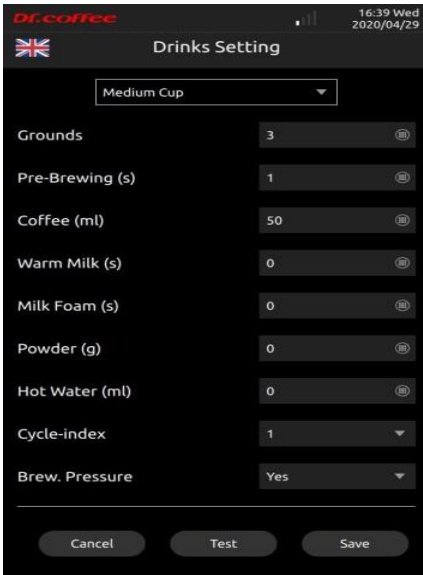 Dr.coffee
16:39 Wed
2020/04/29
Drinks Setting
Medium Cup
Grounds 3
Pre-Brewing (s) 1
Coffee (ml) 50
Warm Milk (s) 0
Milk Foam (s) 0
Powder (g) 0
Hot Water (ml) 0
Cycle-index 1
Brew. Pressure Yes
Cancel Test Save